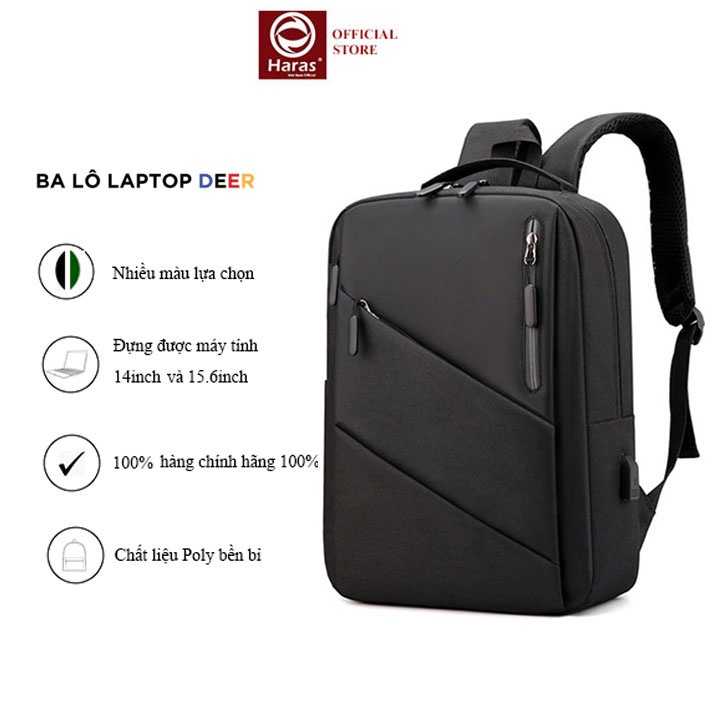 OFFICIAL
STORE
Haras®
BA LÔ LAPTOP DEER
Nhiều màu lựa chọn
Đựng được máy tính
14inch và 15.6inch
100% hàng chính hãng 100%
Chất liệu Poly bền bỉ